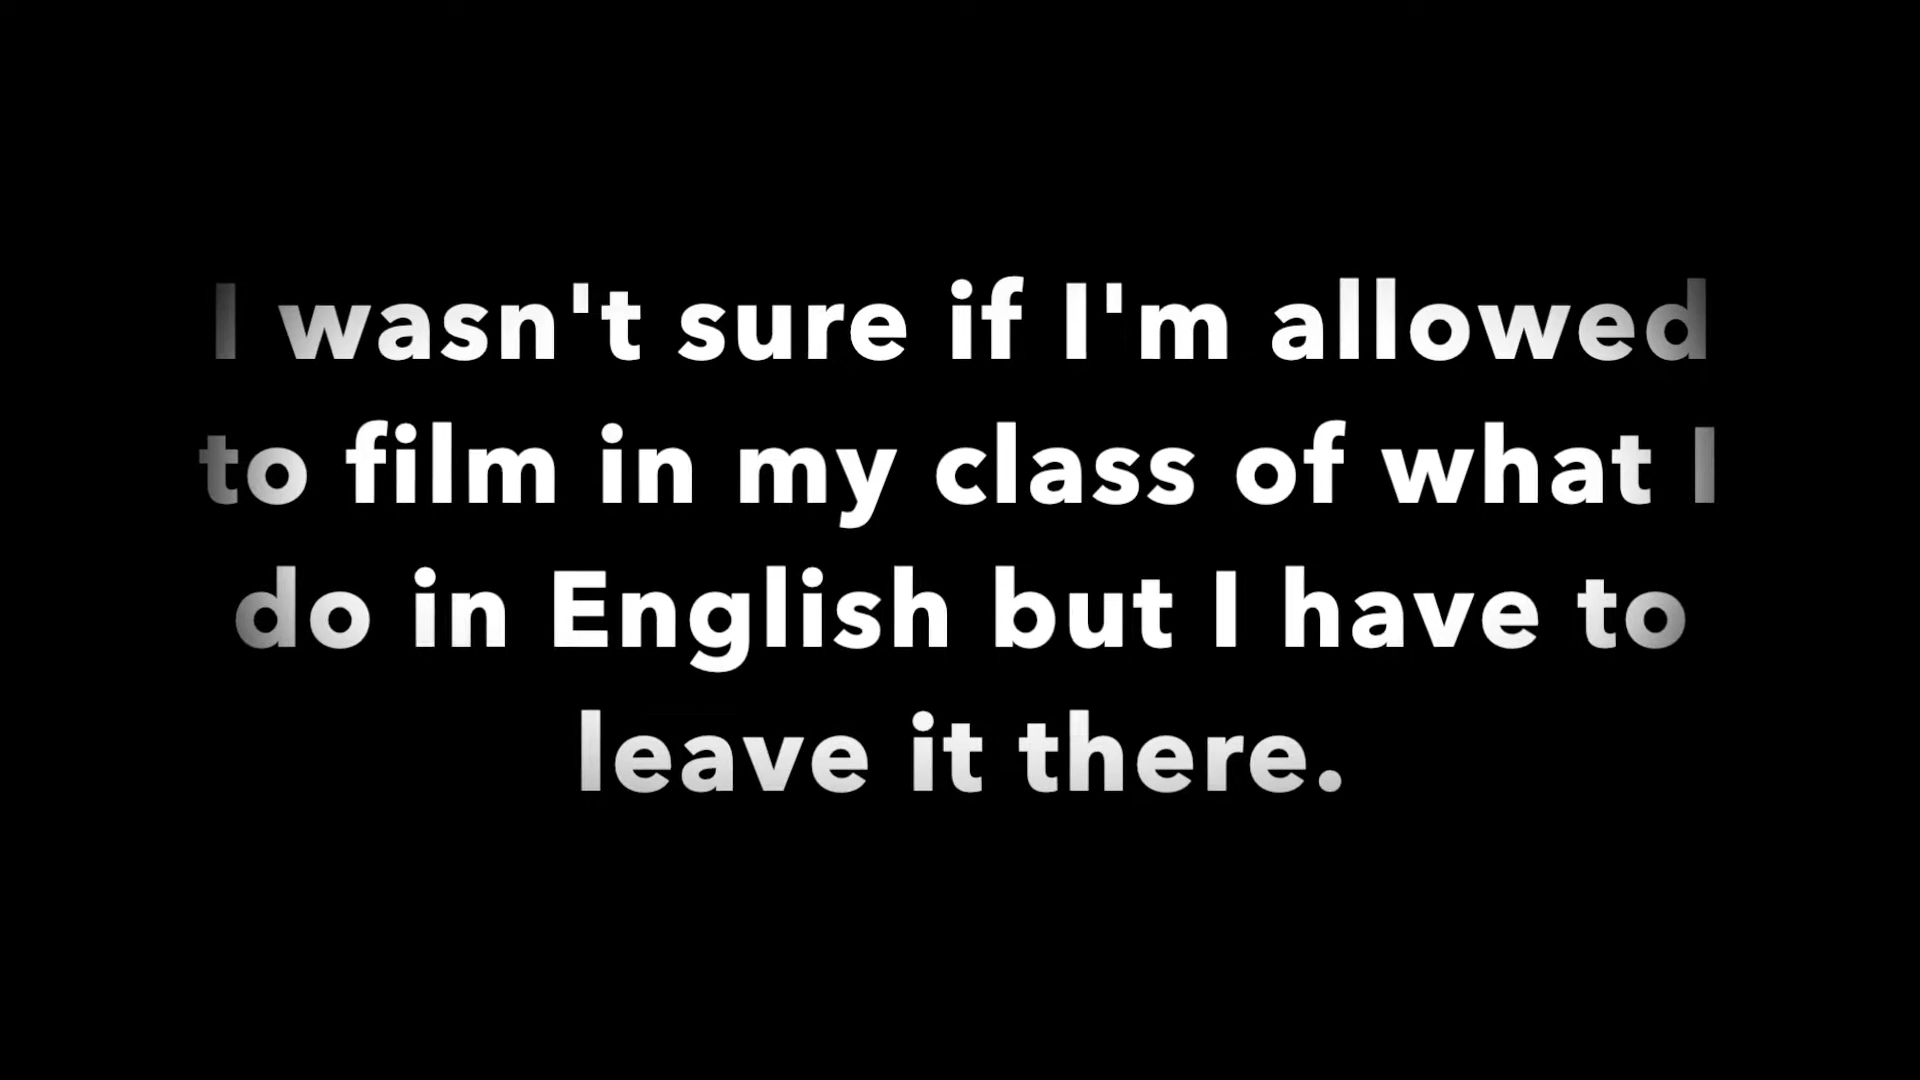 I wasn't sure if I'm allowed
to film in my class of what I
do in English but I have to
leave it there.